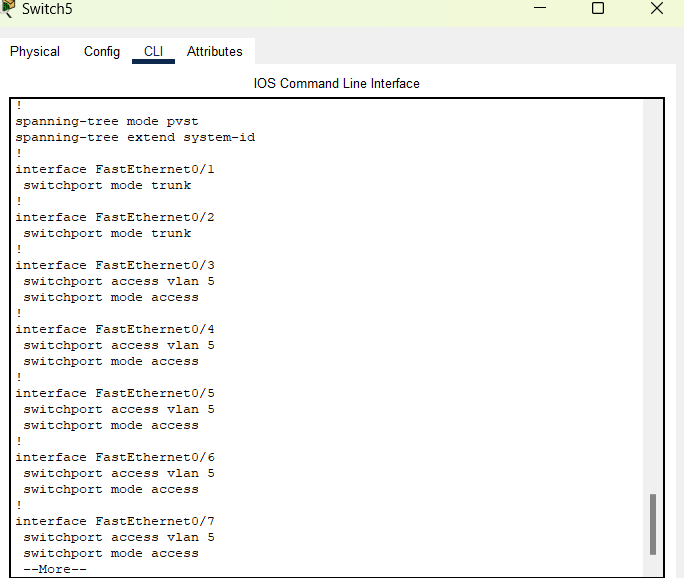 Switch5
Physical Config CLI Attributes
IOS Command Line Interface
!
spanning-tree mode pvst
spanning-tree extend system-id
!
interface FastEthernet0/1
 switchport mode trunk
!
interface FastEthernet0/2
 switchport mode trunk
!
interface FastEthernet0/3
 switchport access vlan 5
 switchport mode access
!
interface FastEthernet0/4
 switchport access vlan 5
 switchport mode access
!
interface FastEthernet0/5
 switchport access vlan 5
 switchport mode access
!
interface FastEthernet0/6
 switchport access vlan 5
 switchport mode access
!
interface FastEthernet0/7
 switchport access vlan 5
 switchport mode access
 --More--